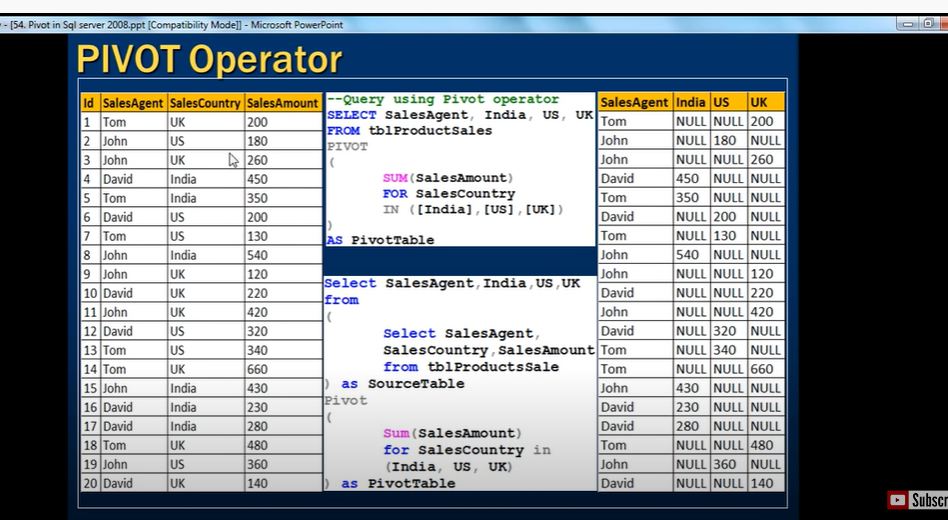 - [54. Pivot in Sql server 2008.ppt [Compatibility Mode]] - Microsoft PowerPoint
PIVOT Operator
Id SalesAgent SalesCountry SalesAmount
1 Tom UK 200
2 John US 180
3 John UK 260
4 David India 450
5 Tom India 350
6 David US 200
7 Tom US 130
8 John India 540
9 John UK 120
10 David UK 220
11 John UK 420
12 David US 320
13 Tom US 340
14 Tom UK 660
15 John India 430
16 David India 230
17 David India 280
18 Tom UK 480
19 John US 360
20 David UK 140
--Query using Pivot operator
SELECT SalesAgent, India, US, UK
FROM tblProductSales
PIVOT
(
SUM(SalesAmount)
FOR SalesCountry
IN ([India],[US],[UK])
)
AS PivotTable
Select SalesAgent,India,US,UK
from
(
Select SalesAgent,
SalesCountry,SalesAmount
from tblProductsSale
) as SourceTable
Pivot
(
Sum(SalesAmount)
for SalesCountry in
(India, US, UK)
) as PivotTable
SalesAgent India US UK
Tom NULL NULL 200
John NULL 180 NULL
John NULL NULL 260
David 450 NULL NULL
Tom 350 NULL NULL
David NULL 200 NULL
Tom NULL 130 NULL
John 540 NULL NULL
John NULL NULL 120
David NULL NULL 220
John NULL NULL 420
David NULL 320 NULL
Tom NULL 340 NULL
Tom NULL NULL 660
John 430 NULL NULL
David 230 NULL NULL
David 280 NULL NULL
Tom NULL NULL 480
John NULL 360 NULL
David NULL NULL 140
Subscr